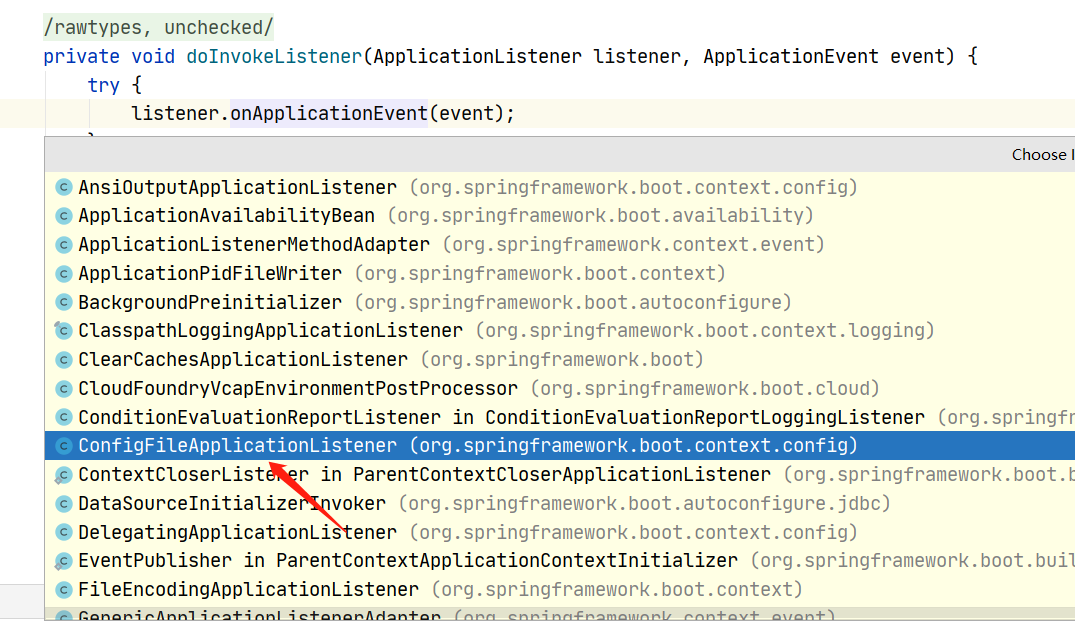 /rawtypes, unchecked/
private void doInvokeListener(ApplicationListener listener, ApplicationEvent event) {
try {
listener.onApplicationEvent(event);
Choose I
AnsiOutputApplicationListener (org.springframework.boot.context.config)
ApplicationAvailabilityBean (org.springframework.boot.availability)
ApplicationListenerMethodAdapter (org.springframework.context.event)
ApplicationPidFileWriter (org.springframework.boot.context)
BackgroundPreinitializer (org.springframework.boot.autoconfigure)
ClasspathLoggingApplicationListener (org.springframework.boot.context.logging)
ClearCachesApplicationListener (org.springframework.boot)
CloudFoundryVcapEnvironmentPostProcessor (org.springframework.boot.cloud)
ConditionEvaluationReportListener in ConditionEvaluationReportLoggingListener (org.springfr
ConfigFileApplicationListener (org.springframework.boot.context.config)
ContextCloserListener in ParentContextCloserApplicationListener (org.springframework.boot.b
DataSourceInitializerInvoker (org.springframework.boot.autoconfigure.jdbc)
DelegatingApplicationListener (org.springframework.boot.context.config)
EventPublisher in ParentContextApplicationContextInitializer (org.springframework.boot.buil
FileEncodingApplicationListener (org.springframework.boot.context)
GenericApplicationListenerAdapter (org.springframework.context.event)